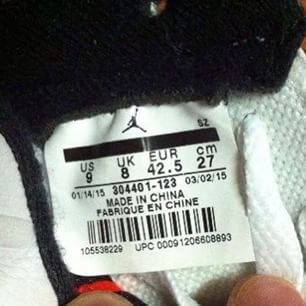 SZ
US UK EUR cm
9 8 42.5 27
01/14/15 304401-123 03/02/15
MADE IN CHINA
FABRIQUE EN CHINE
105538229 UPC 00091206608893